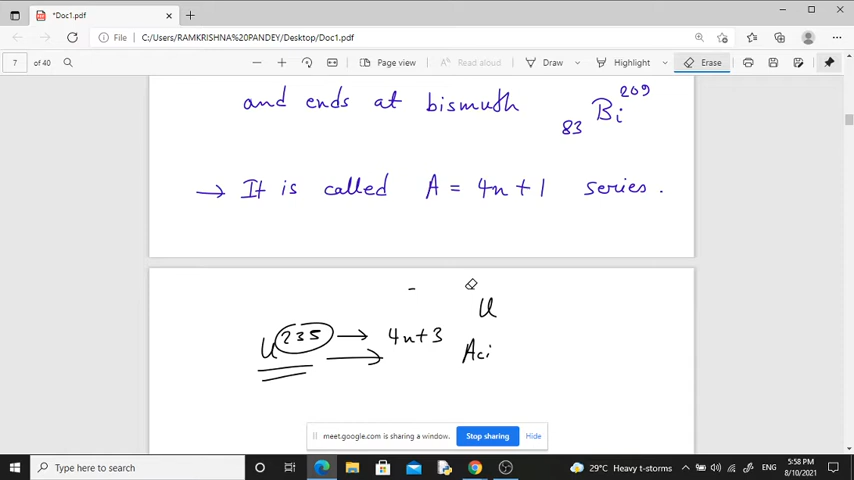 *Doc1.pdf
File C:/Users/RAMKRISHNA%20PANDEY/Desktop/Doc1.pdf
7 of 40 Page view Read aloud Draw Highlight Erase
and ends at bismuth 83 Bi 209
→ It is called A = 4n + 1 series.
U
U 235 → 4n+3
→ Aci
meet.google.com is sharing a window. Stop sharing Hide
Type here to search 29°C Heavy t-storms ENG 5:58 PM
8/10/2021